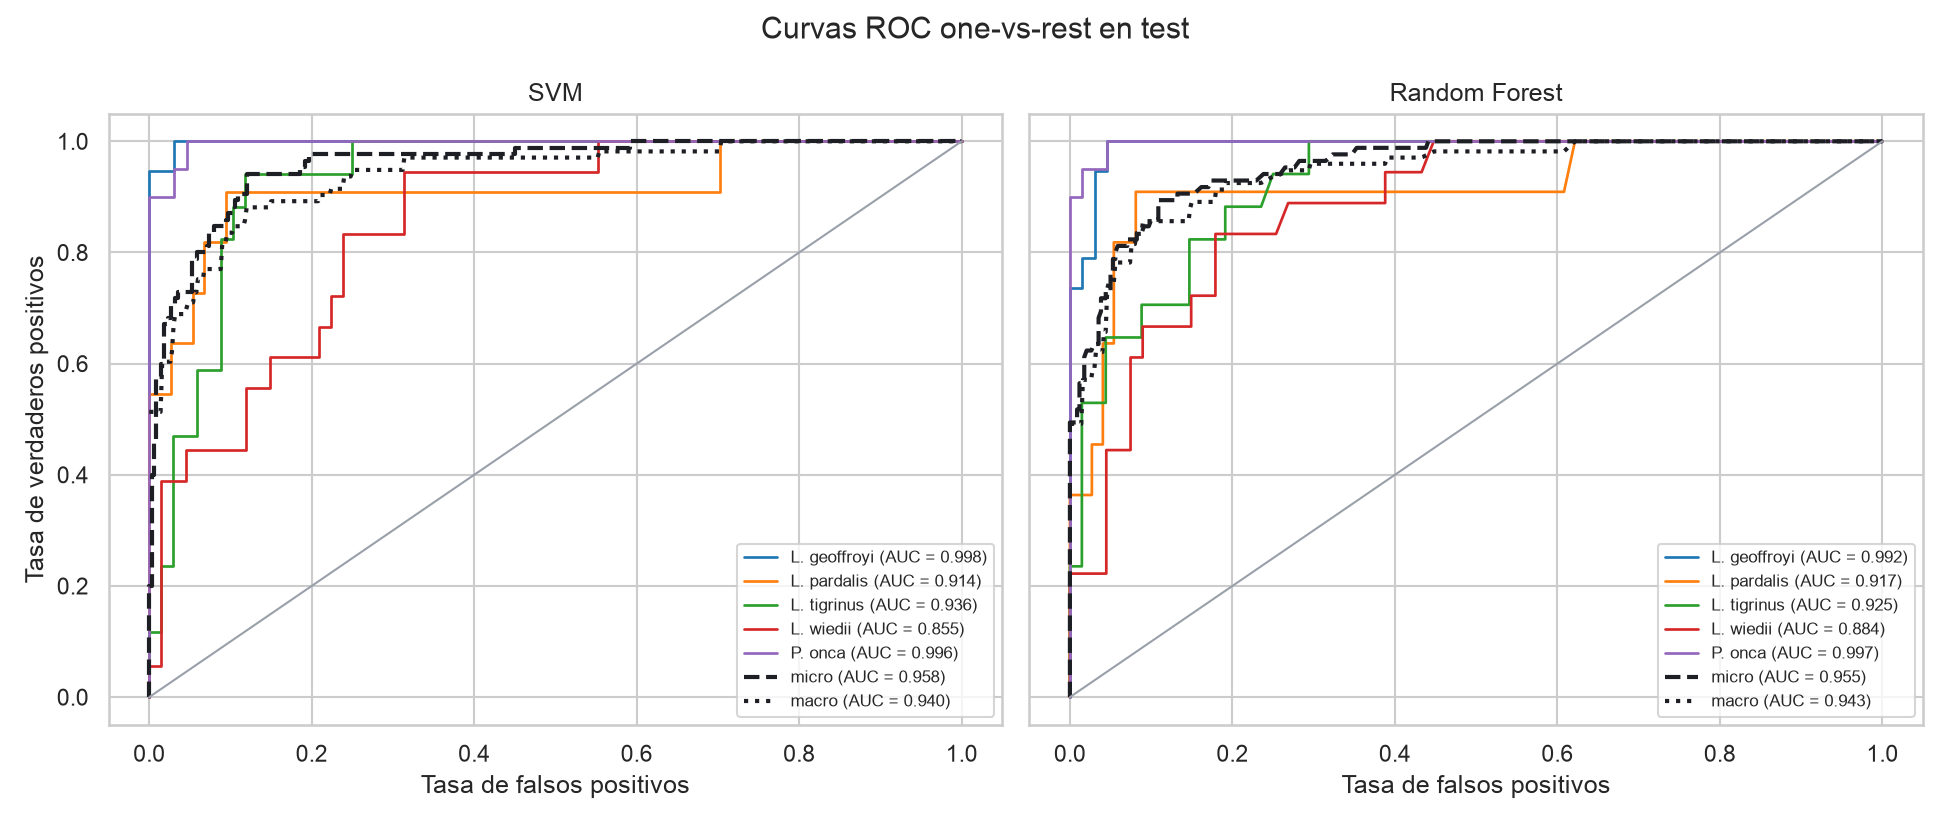 Curvas ROC one-vs-rest en test
SVM
Tasa de verdaderos positivos
1.0
0.8
0.6
0.4
0.2
0.0
L. geoffroyi (AUC = 0.998)
L. pardalis (AUC = 0.914)
L. tigrinus (AUC = 0.936)
L. wiedii (AUC = 0.855)
P. onca (AUC = 0.996)
micro (AUC = 0.958)
macro (AUC = 0.940)
0.0 0.2 0.4 0.6 0.8 1.0
Tasa de falsos positivos
Random Forest
L. geoffroyi (AUC = 0.992)
L. pardalis (AUC = 0.917)
L. tigrinus (AUC = 0.925)
L. wiedii (AUC = 0.884)
P. onca (AUC = 0.997)
micro (AUC = 0.955)
macro (AUC = 0.943)
0.0 0.2 0.4 0.6 0.8 1.0
Tasa de falsos positivos